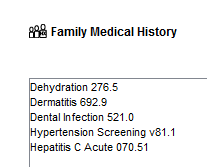 Family Medical History
Dehydration 276.5
Dermatitis 692.9
Dental Infection 521.0
Hypertension Screening v81.1
Hepatitis C Acute 070.51